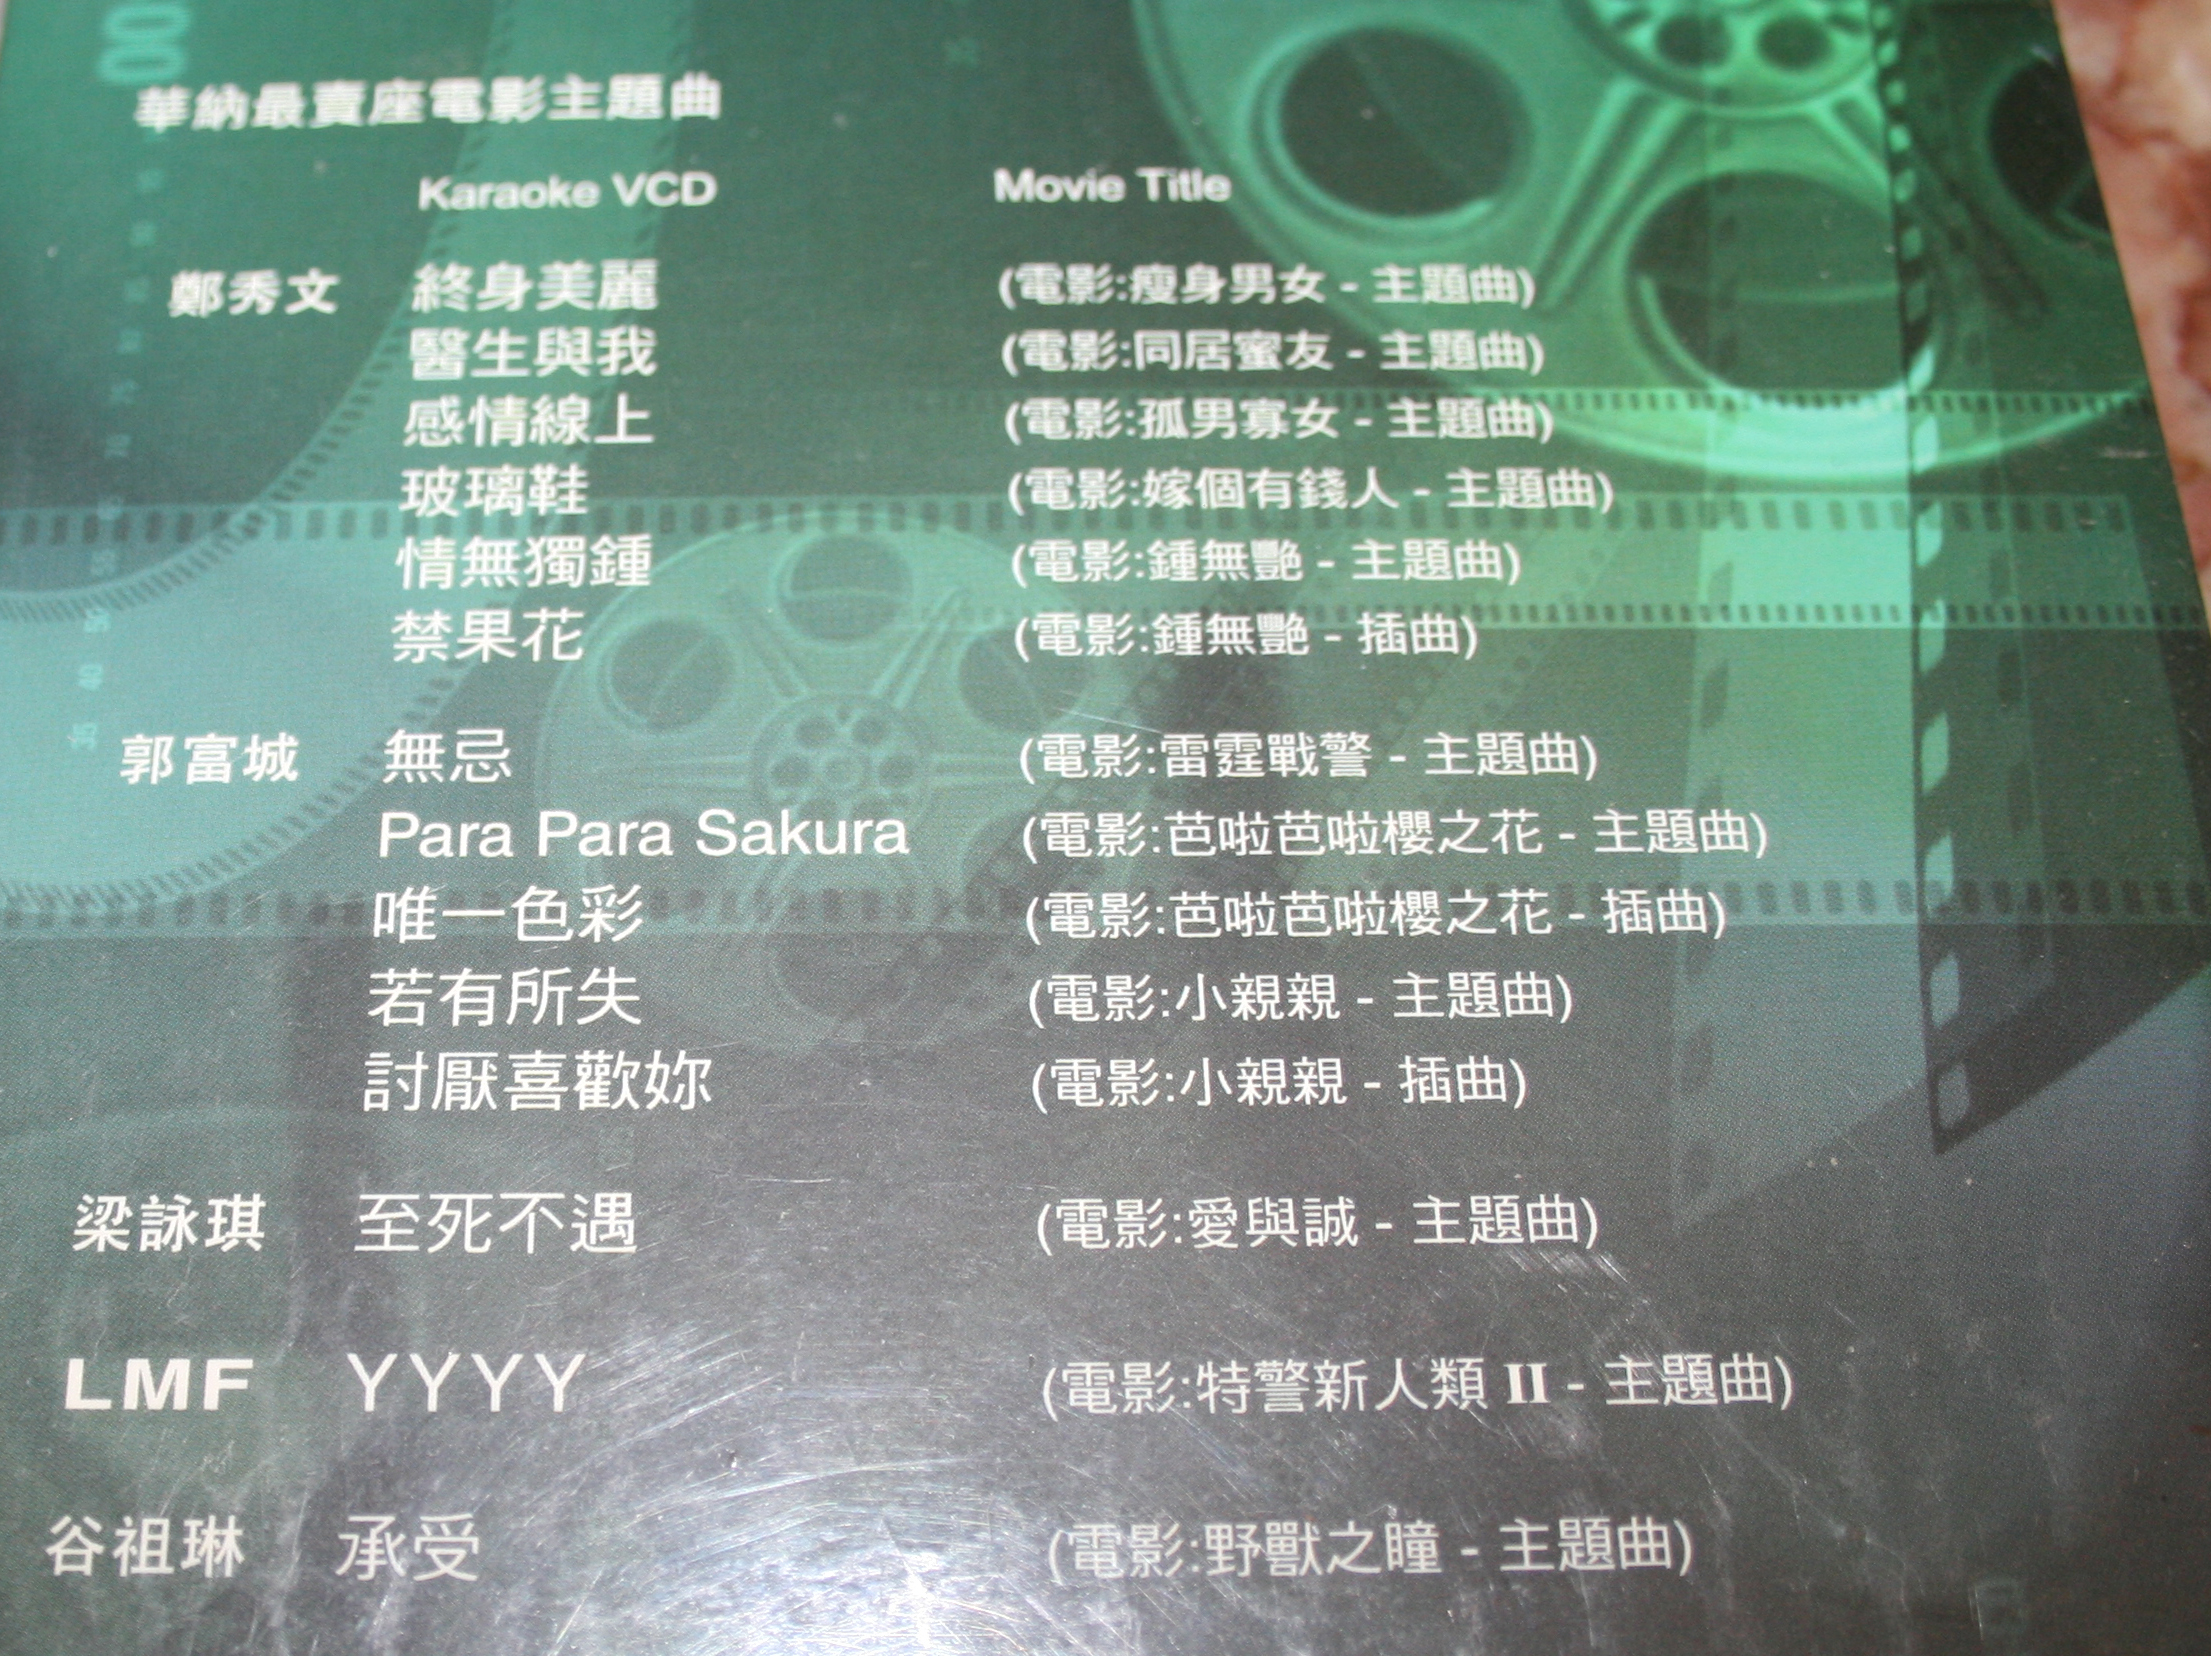 華納最賣座電影主題曲
Karaoke VCD Movie Title
鄭秀文 終身美麗 (電影:瘦身男女 - 主題曲)
醫生與我 (電影:同居蜜友 - 主題曲)
感情線上 (電影:孤男寡女 - 主題曲)
玻璃鞋 (電影:嫁個有錢人 - 主題曲)
情無獨鍾 (電影:鍾無艷 - 主題曲)
禁果花 (電影:鍾無艷 - 插曲)
郭富城 無忌 (電影:雷霆戰警 - 主題曲)
Para Para Sakura (電影:芭啦芭啦櫻之花 - 主題曲)
唯一色彩 (電影:芭啦芭啦櫻之花 - 插曲)
若有所失 (電影:小親親 - 主題曲)
討厭喜歡妳 (電影:小親親 - 插曲)
梁詠琪 至死不遇 (電影:愛與誠 - 主題曲)
LMF YYYY (電影:特警新人類 II - 主題曲)
谷祖琳 承受 (電影:野獸之瞳 - 主題曲)